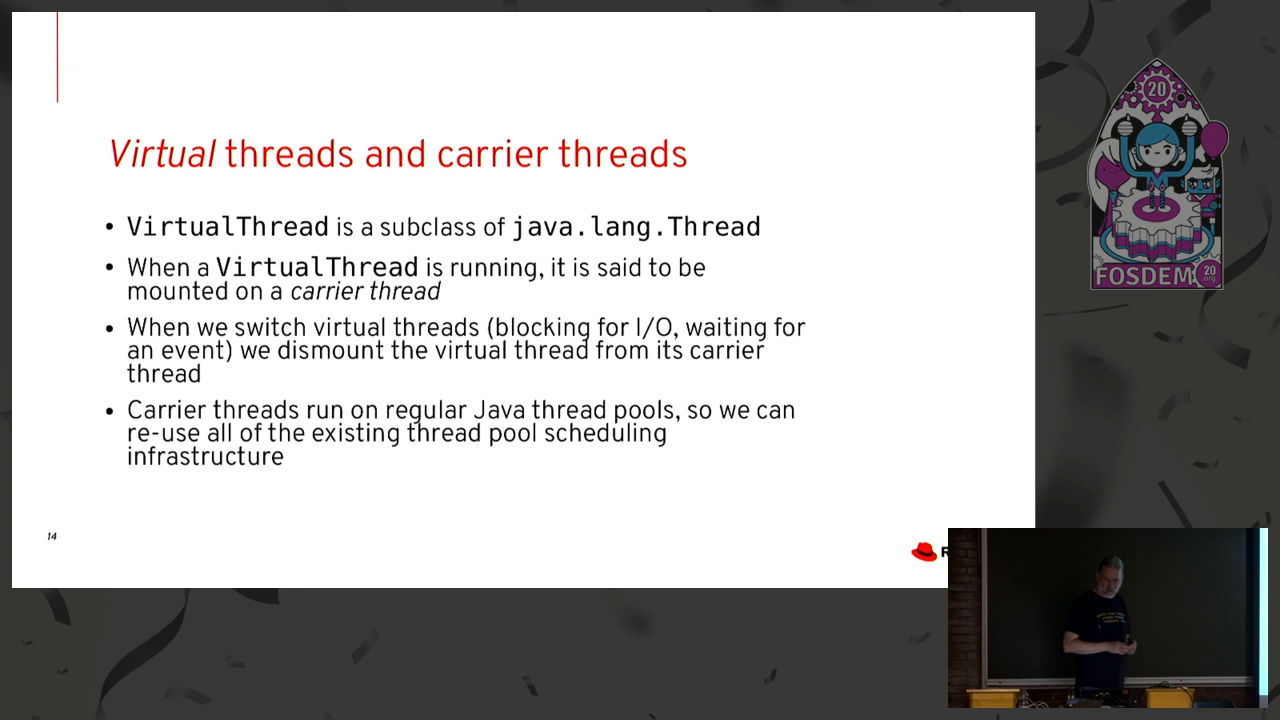 Virtual threads and carrier threads
• VirtualThread is a subclass of java.lang.Thread
• When a VirtualThread is running, it is said to be
mounted on a carrier thread
• When we switch virtual threads (blocking for I/O, waiting for
an event) we dismount the virtual thread from its carrier
thread
• Carrier threads run on regular Java thread pools, so we can
re-use all of the existing thread pool scheduling
infrastructure
14
20
FOSDEM
20
.org